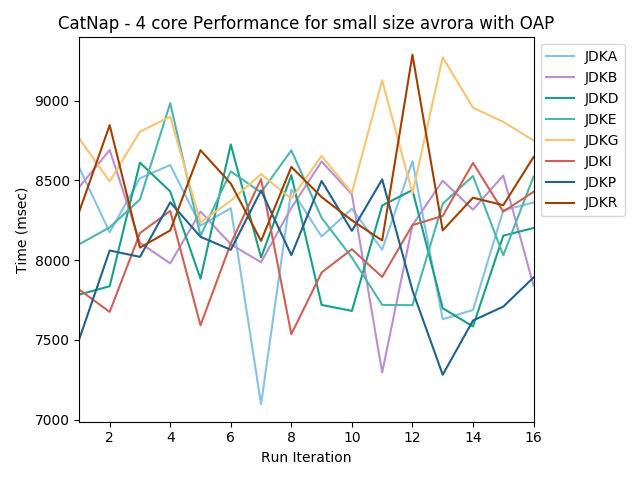 CatNap - 4 core Performance for small size avrora with OAP
Time (msec)
9000
8500
8000
7500
7000
2 4 6 8 10 12 14 16
Run Iteration
JDKA
JDKB
JDKD
JDKE
JDKG
JDKI
JDKP
JDKR